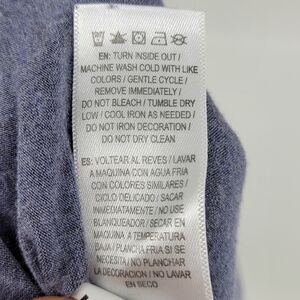 EN: TURN INSIDE OUT /
MACHINE WASH COLD WITH LIKE
COLORS / GENTLE CYCLE /
REMOVE IMMEDIATELY /
DO NOT BLEACH / TUMBLE DRY
LOW / COOL IRON AS NEEDED /
DO NOT IRON DECORATION /
DO NOT DRY CLEAN
ES: VOLTEAR AL REVES / LAVAR
A MAQUINA CON AGUA FRIA
CON COLORES SIMILARES /
CICLO DELICADO / SACAR
INMEDIATAMENTE / NO USE
BLANQUEADOR / SECAR EN
MAQUINA A TEMPERATURA
BAJA / PLANCHA FRIA SI SE
NECESITA / NO PLANCHAR
LA DECORACION / NO LAVAR
EN SECO